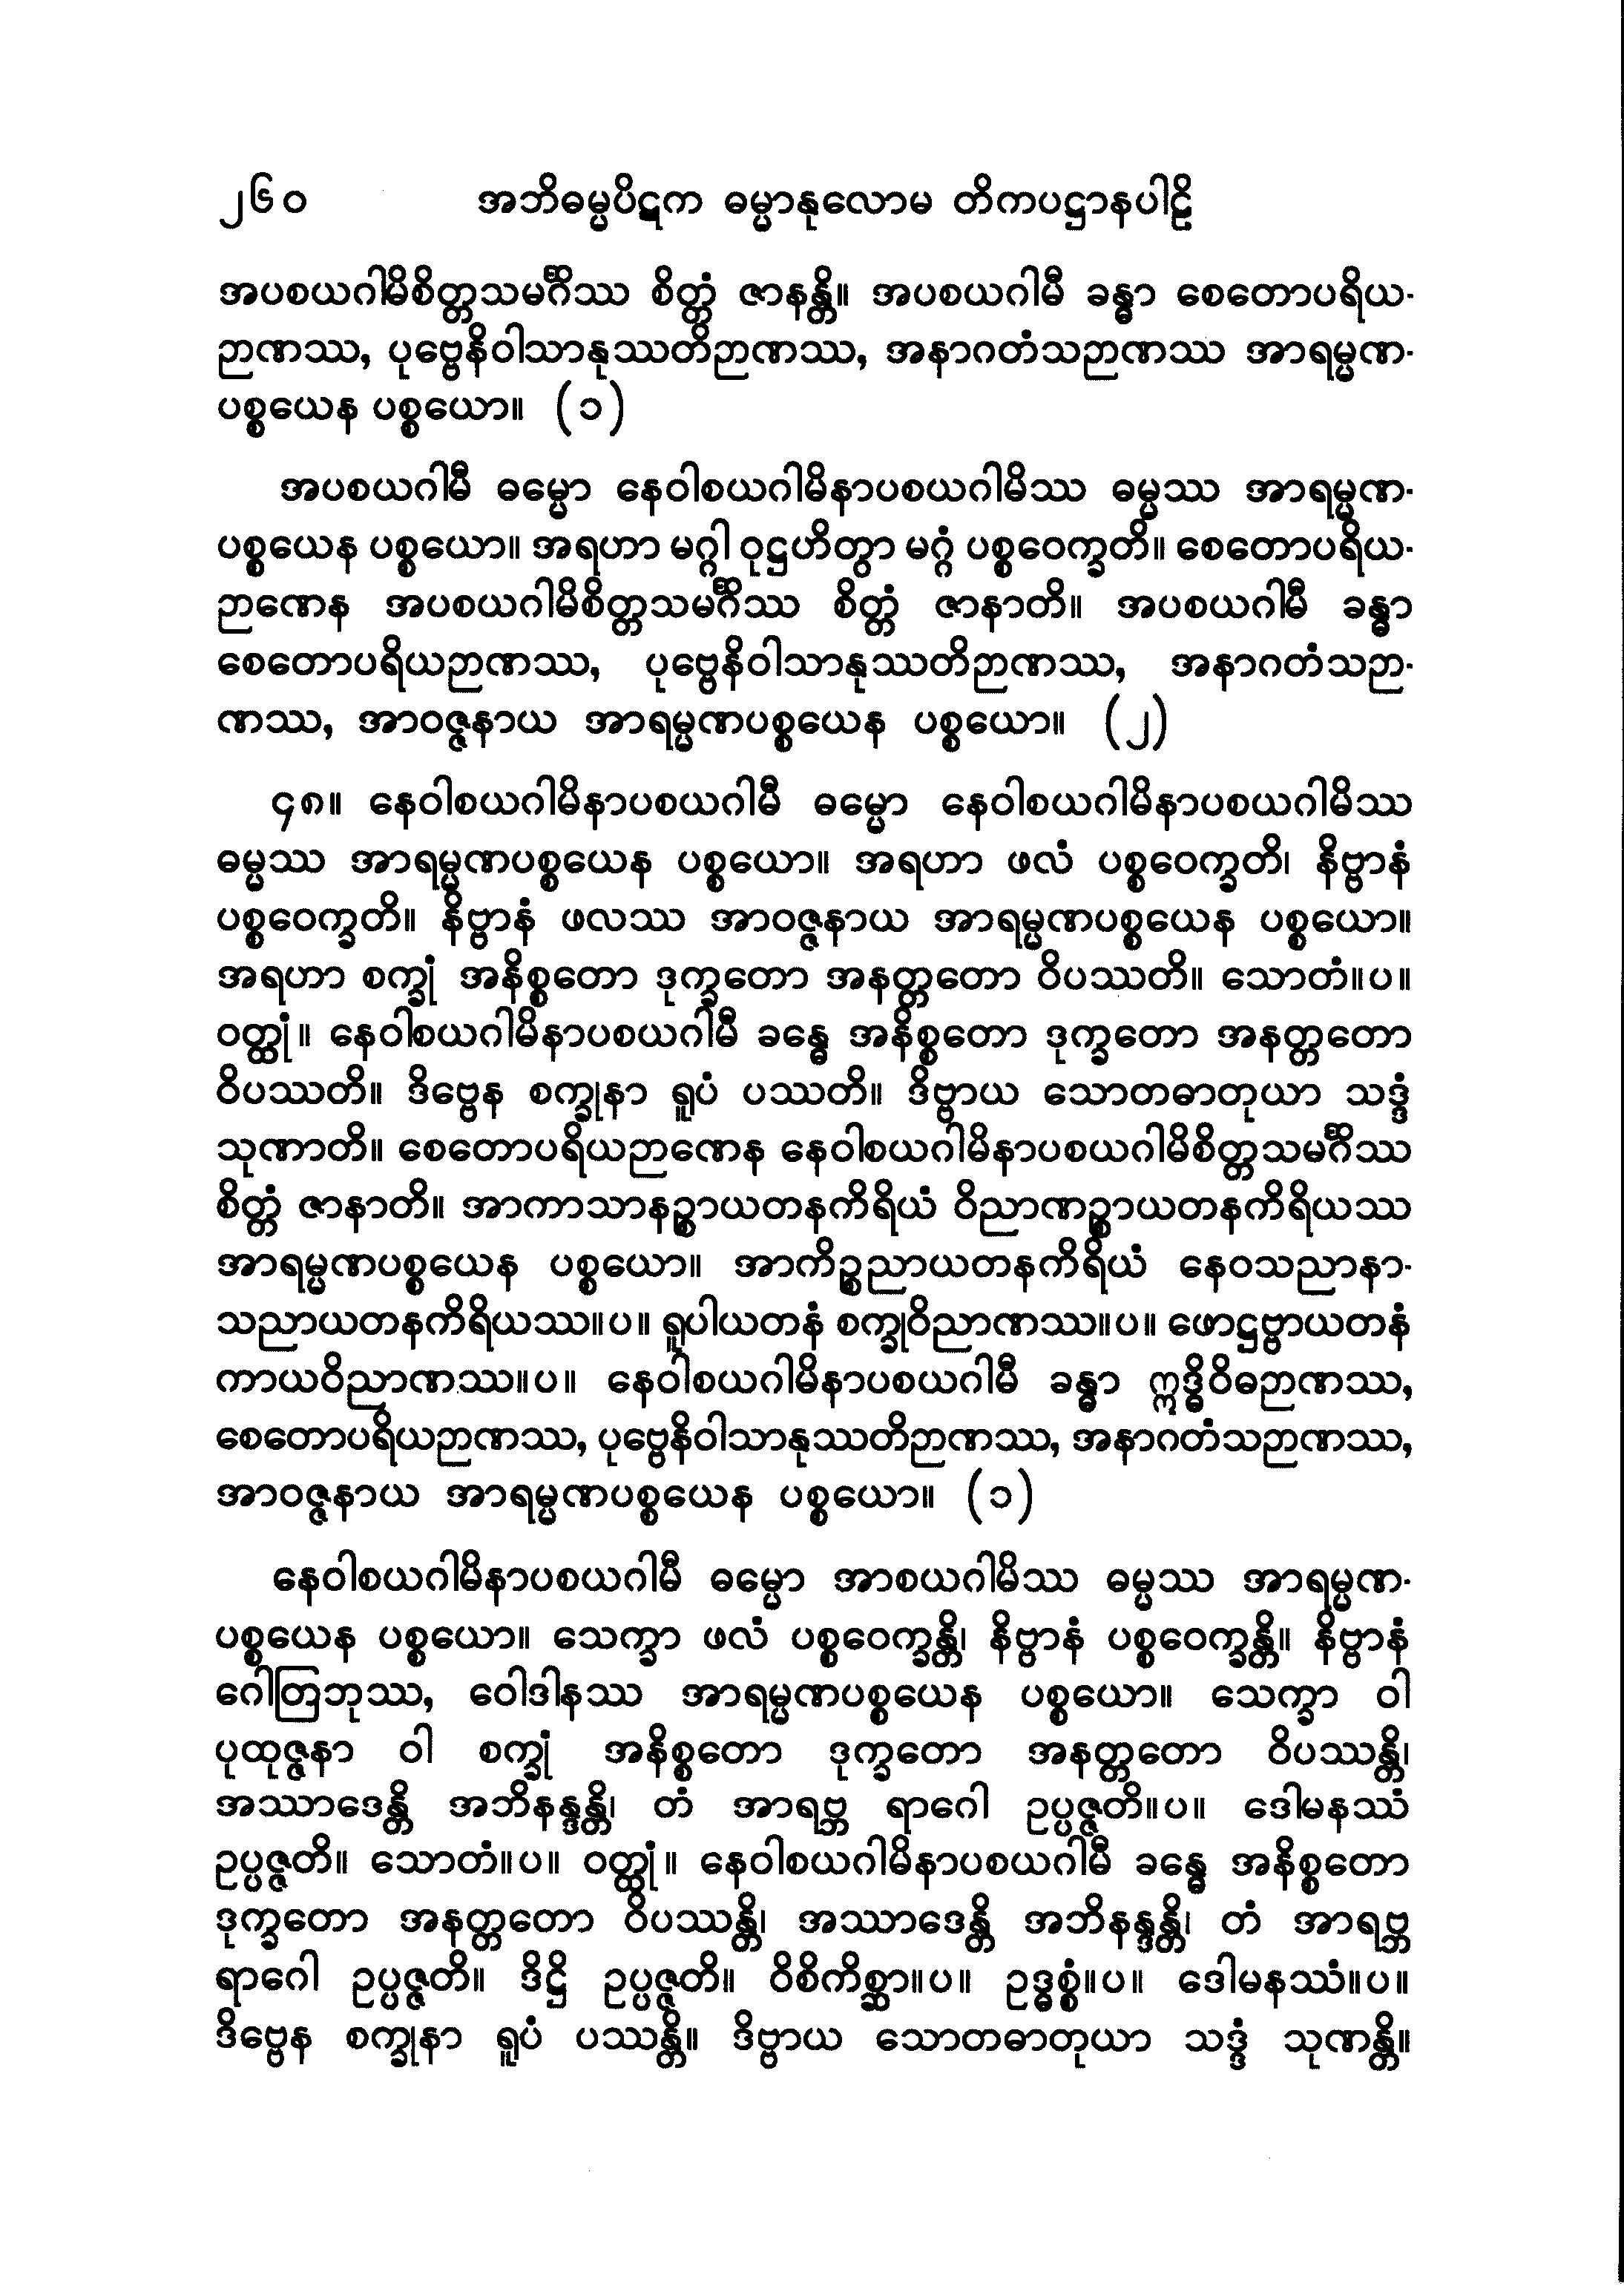 ၂၆၀ အဘိဓမ္မပိဋက ဓမ္မာနုလောမ တိကပဋ္ဌာနပါဠိ
အပစယဂါမိစိတ္တသမင်္ဂိဿ စိတ္တံ ဇာနန္တိ။ အပစယဂါမီ ခန္ဓာ စေတောပရိယ-
ဉာဏဿ, ပုဗ္ဗေနိဝါသာနုဿတိဉာဏဿ, အနာဂတံသဉာဏဿ အာရမ္မဏ-
ပစ္စယေန ပစ္စယော။ (၁)
အပစယဂါမီ ဓမ္မော နေဝါစယဂါမိနာပစယဂါမိဿ ဓမ္မဿ အာရမ္မဏ-
ပစ္စယေန ပစ္စယော။ အရဟာ မဂ္ဂါ ဝုဋ္ဌဟိတွာ မဂ္ဂံ ပစ္စဝေက္ခတိ။ စေတောပရိယ-
ဉာဏေန အပစယဂါမိစိတ္တသမင်္ဂိဿ စိတ္တံ ဇာနာတိ။ အပစယဂါမီ ခန္ဓာ
စေတောပရိယဉာဏဿ, ပုဗ္ဗေနိဝါသာနုဿတိဉာဏဿ, အနာဂတံသဉာ-
ဏဿ, အာဝဇ္ဇနာယ အာရမ္မဏပစ္စယေန ပစ္စယော။ (၂)
၄၈။ နေဝါစယဂါမိနာပစယဂါမီ ဓမ္မော နေဝါစယဂါမိနာပစယဂါမိဿ
ဓမ္မဿ အာရမ္မဏပစ္စယေန ပစ္စယော။ အရဟာ ဖလံ ပစ္စဝေက္ခတိ၊ နိဗ္ဗာနံ
ပစ္စဝေက္ခတိ။ နိဗ္ဗာနံ ဖလဿ အာဝဇ္ဇနာယ အာရမ္မဏပစ္စယေန ပစ္စယော။
အရဟာ စက္ခုံ အနိစ္စတော ဒုက္ခတော အနတ္တတော ဝိပဿတိ။ သောတံ။ပ။
ဝတ္ထုံ။ နေဝါစယဂါမိနာပစယဂါမီ ခန္ဓေ အနိစ္စတော ဒုက္ခတော အနတ္တတော
ဝိပဿတိ။ ဒိဗ္ဗေန စက္ခုနာ ရူပံ ပဿတိ။ ဒိဗ္ဗာယ သောတဓာတုယာ သဒ္ဒံ
သုဏာတိ။ စေတောပရိယဉာဏေန နေဝါစယဂါမိနာပစယဂါမိစိတ္တသမင်္ဂိဿ
စိတ္တံ ဇာနာတိ။ အာကာသာနဉ္စာယတနကိရိယံ ဝိညာဏဉ္စာယတနကိရိယဿ
အာရမ္မဏပစ္စယေန ပစ္စယော။ အာကိဉ္စညာယတနကိရိယံ နေဝသညာနာ-
သညာယတနကိရိယဿ။ပ။ ရူပါယတနံ စက္ခုဝိညာဏဿ။ပ။ ဖောဋ္ဌဗ္ဗာယတနံ
ကာယဝိညာဏဿ။ပ။ နေဝါစယဂါမိနာပစယဂါမီ ခန္ဓာ ဣဒ္ဓိဝိဓဉာဏဿ,
စေတောပရိယဉာဏဿ, ပုဗ္ဗေနိဝါသာနုဿတိဉာဏဿ, အနာဂတံသဉာဏဿ,
အာဝဇ္ဇနာယ အာရမ္မဏပစ္စယေန ပစ္စယော။ (၁)
နေဝါစယဂါမိနာပစယဂါမီ ဓမ္မော အာစယဂါမိဿ ဓမ္မဿ အာရမ္မဏ-
ပစ္စယေန ပစ္စယော။ သေက္ခာ ဖလံ ပစ္စဝေက္ခန္တိ၊ နိဗ္ဗာနံ ပစ္စဝေက္ခန္တိ။ နိဗ္ဗာနံ
ဂေါတြဘုဿ, ဝေါဒါနဿ အာရမ္မဏပစ္စယေန ပစ္စယော။ သေက္ခာ ဝါ
ပုထုဇ္ဇနာ ဝါ စက္ခုံ အနိစ္စတော ဒုက္ခတော အနတ္တတော ဝိပဿန္တိ၊
အဿာဒေန္တိ အဘိနန္ဒန္တိ၊ တံ အာရဗ္ဘ ရာဂေါ ဥပ္ပဇ္ဇတိ။ပ။ ဒေါမနဿံ
ဥပ္ပဇ္ဇတိ။ သောတံ။ပ။ ဝတ္ထုံ။ နေဝါစယဂါမိနာပစယဂါမီ ခန္ဓေ အနိစ္စတော
ဒုက္ခတော အနတ္တတော ဝိပဿန္တိ၊ အဿာဒေန္တိ အဘိနန္ဒန္တိ၊ တံ အာရဗ္ဘ
ရာဂေါ ဥပ္ပဇ္ဇတိ။ ဒိဋ္ဌိ ဥပ္ပဇ္ဇတိ။ ဝိစိကိစ္ဆာ။ပ။ ဥဒ္ဓစ္စံ။ပ။ ဒေါမနဿံ။ပ။
ဒိဗ္ဗေန စက္ခုနာ ရူပံ ပဿန္တိ။ ဒိဗ္ဗာယ သောတဓာတုယာ သဒ္ဒံ သုဏန္တိ။